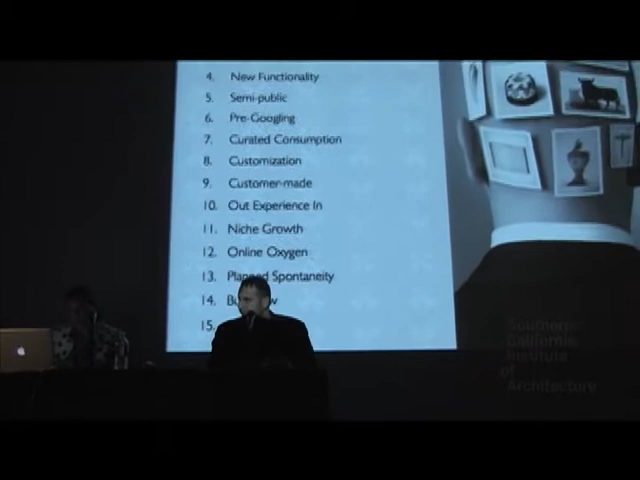 4. New Functionality
5. Semi-public
6. Pre-Googling
7. Curated Consumption
8. Customization
9. Customer-made
10. Out Experience In
11. Niche Growth
12. Online Oxygen
13. Planned Spontaneity
14.
15.
Southern
California
Institute
of
Architecture